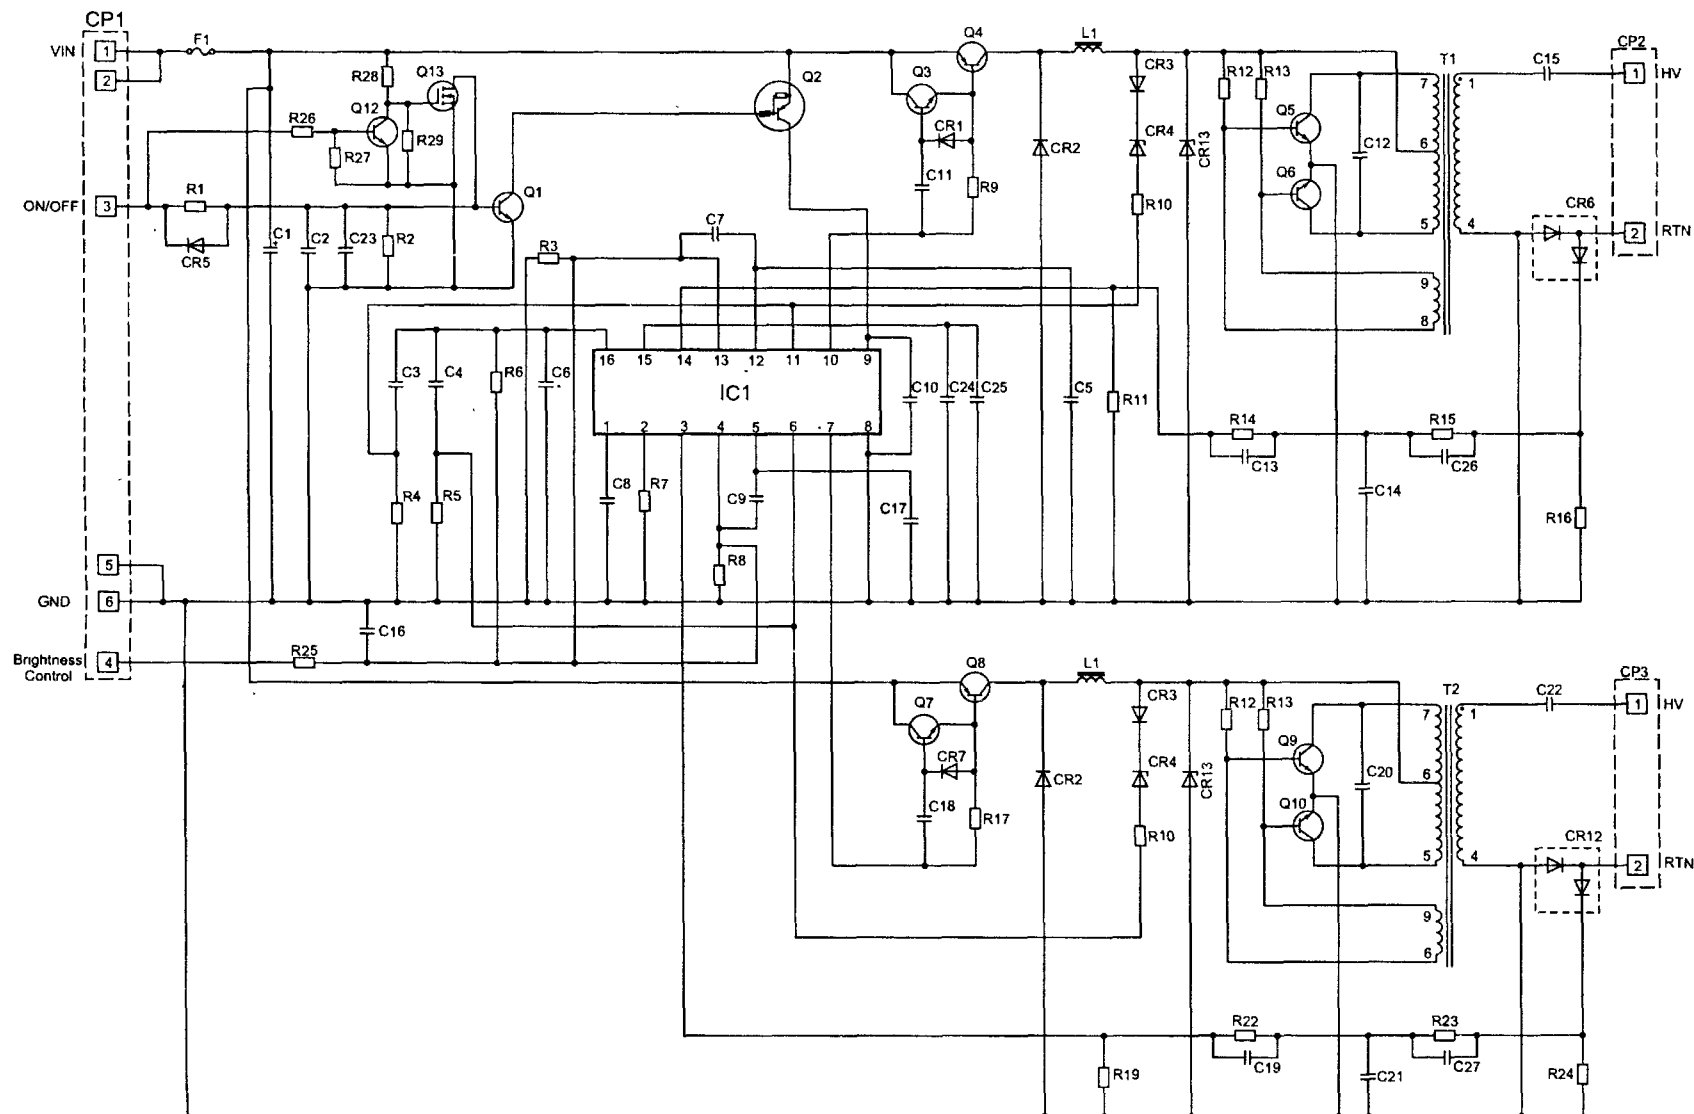 CP1
VIN 1 F1
2
R28 Q13
Q12
R26
R27 R29
ON/OFF 3 R1
CR5
C1 C2 C23 R2
Q1
Q2
Q3 Q4
CR1
C11 R9
CR2
L1
CR3
CR4
R10
CR13
R12 R13
Q5
Q6
C12
T1
7 1
6
5 4
9
8
C15
CP2
1 HV
CR6
2 RTN
C7
R3
C3 C4 R6 C6
16 15 14 13 12 11 10 9
IC1
1 2 3 4 5 6 7 8
C10 C24 C25 C5 R11
R14
C13
R15
C26
C14
R16
R4 R5 C8 R7 C9 C17
R8
5
GND 6
C16
Brightness
Control
4 R25
Q7 Q8
CR7
C18 R17
CR2
L1
CR3
CR4
R10
CR13
R12 R13
Q9
Q10
C20
T2
7 1
6
5 4
9
6
C22
CP3
1 HV
CR12
2 RTN
R22
C19
R23
C27
R19 C21 R24